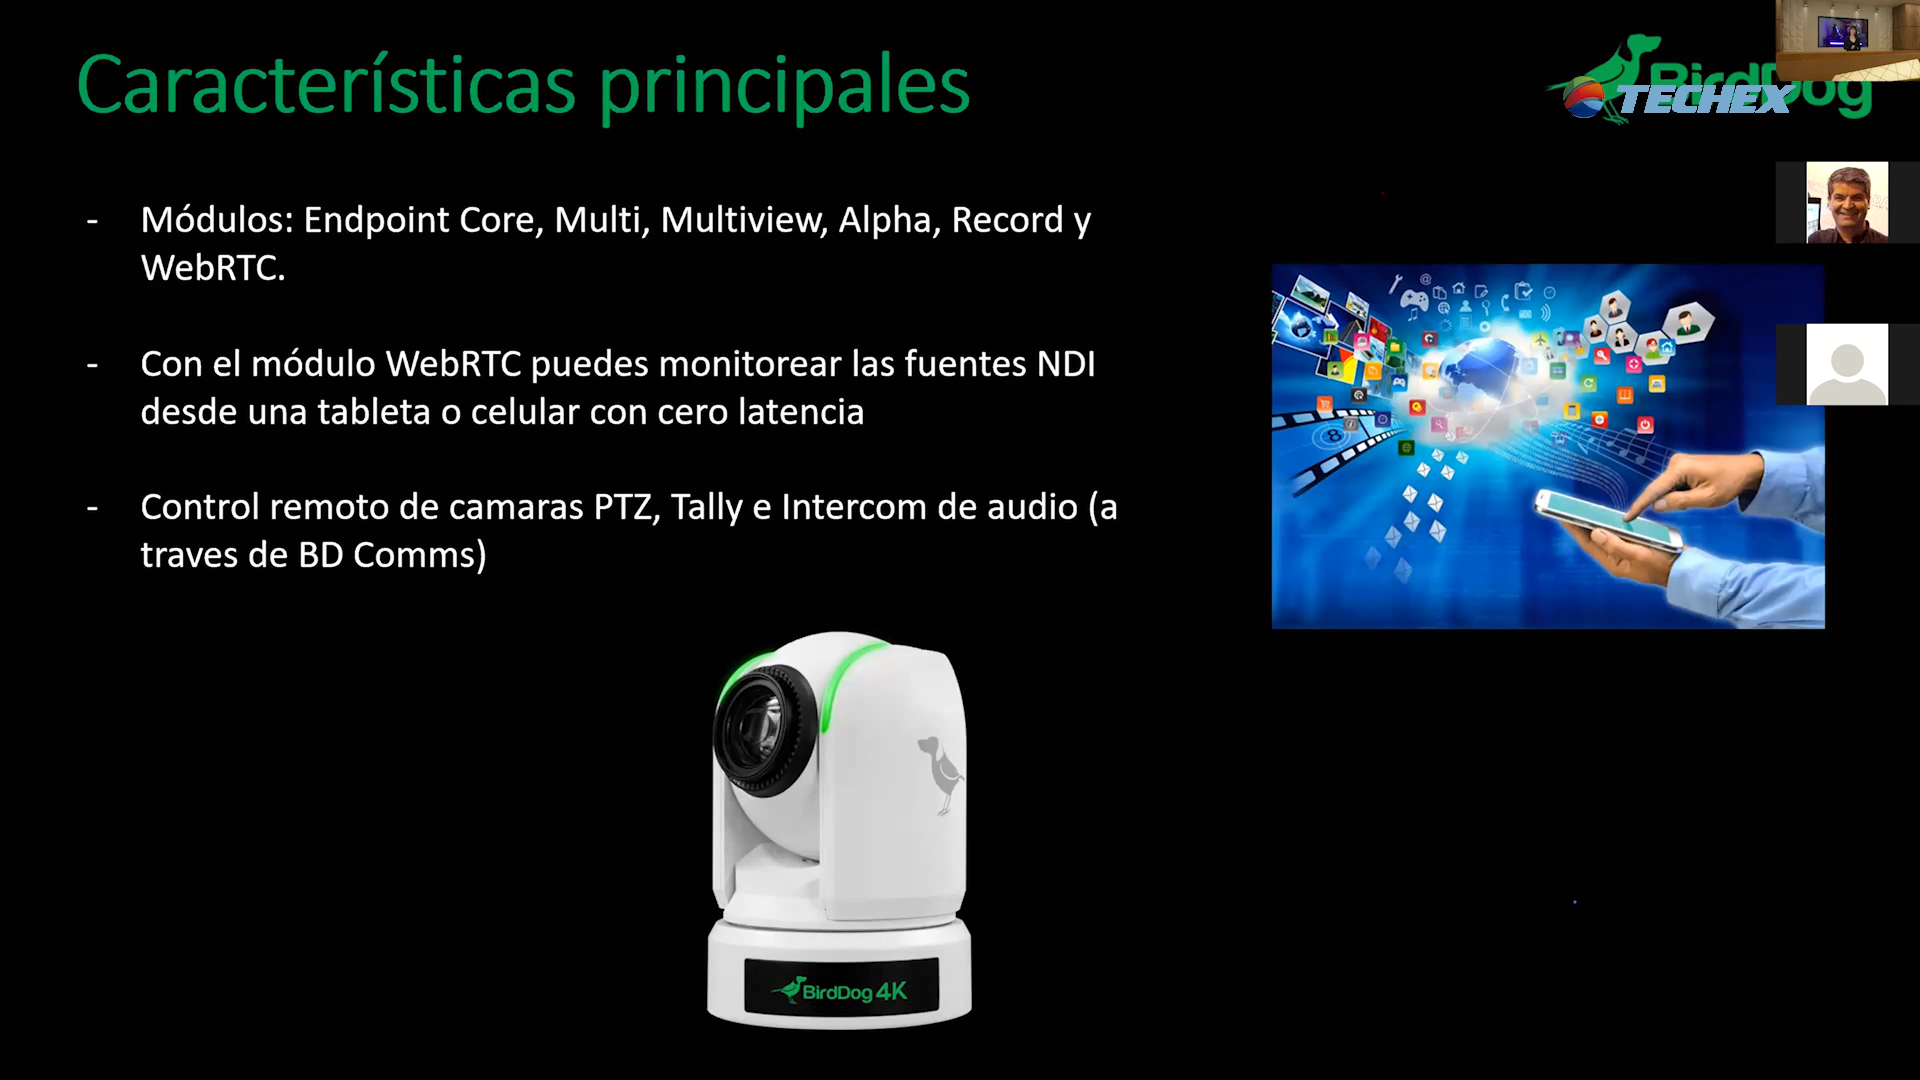 Características principales
BirdDog
TECHEX
- Módulos: Endpoint Core, Multi, Multiview, Alpha, Record y
WebRTC.
- Con el módulo WebRTC puedes monitorear las fuentes NDI
desde una tableta o celular con cero latencia
- Control remoto de camaras PTZ, Tally e Intercom de audio (a
traves de BD Comms)
8
BirdDog 4K